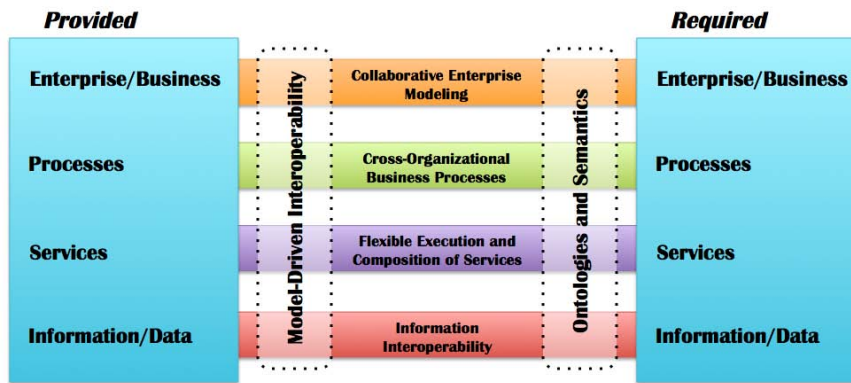 Provided
Required
Enterprise/Business
Collaborative Enterprise
Modeling
Enterprise/Business
Processes
Cross-Organizational
Business Processes
Processes
Services
Flexible Execution and
Composition of Services
Services
Information/Data
Information
Interoperability
Information/Data
Model-Driven Interoperability
Ontologies and Semantics